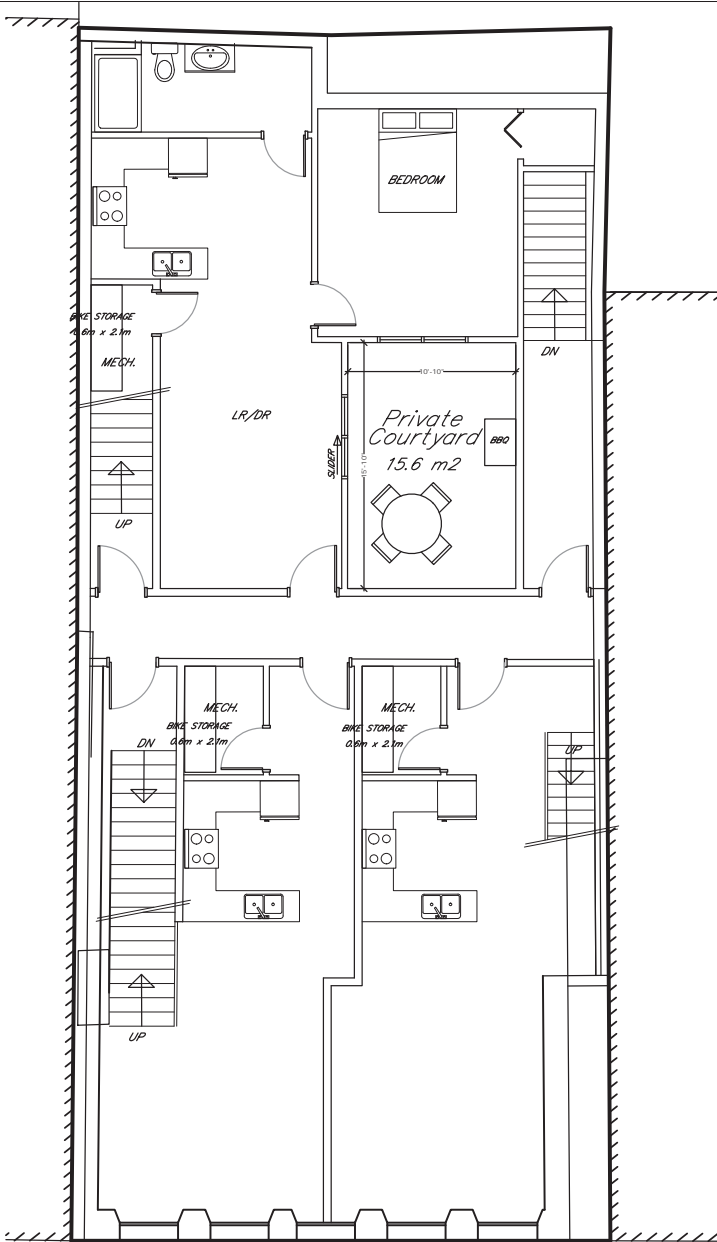 BEDROOM
BIKE STORAGE
0.6m x 2.1m
MECH.
DN
10'-10"
LR/DR
Private
Courtyard
15.6 m2
BBQ
SLIDER
15'-10"
UP
MECH.
BIKE STORAGE
0.6m x 2.1m
MECH.
BIKE STORAGE
0.6m x 2.1m
DN
UP
UP